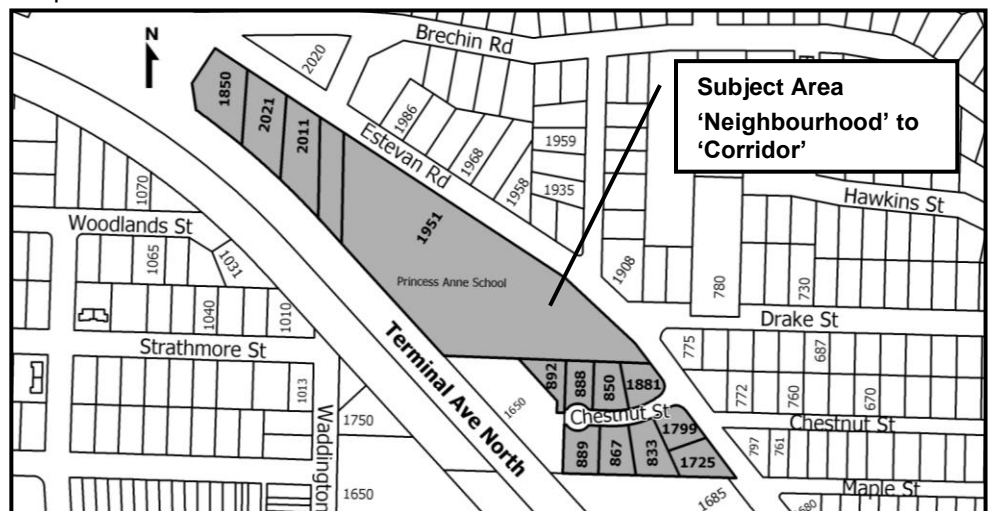 N
Brechin Rd
2020
Subject Area
‘Neighbourhood’ to
‘Corridor’
1850
2021
2011
1986
Estevan Rd
1968
1958
1959
1935
Hawkins St
1070
Woodlands St
1065
1031
1951
Princess Anne School
1908
780
730
Drake St
1040
1010
Strathmore St
1013
Terminal Ave North
775
687
892
888
850
1881
772
760
670
1650
Chestnut St
1799
Chestnut St
Waddington
1750
889
867
833
1725
797
761
1650
1685
Maple St
680